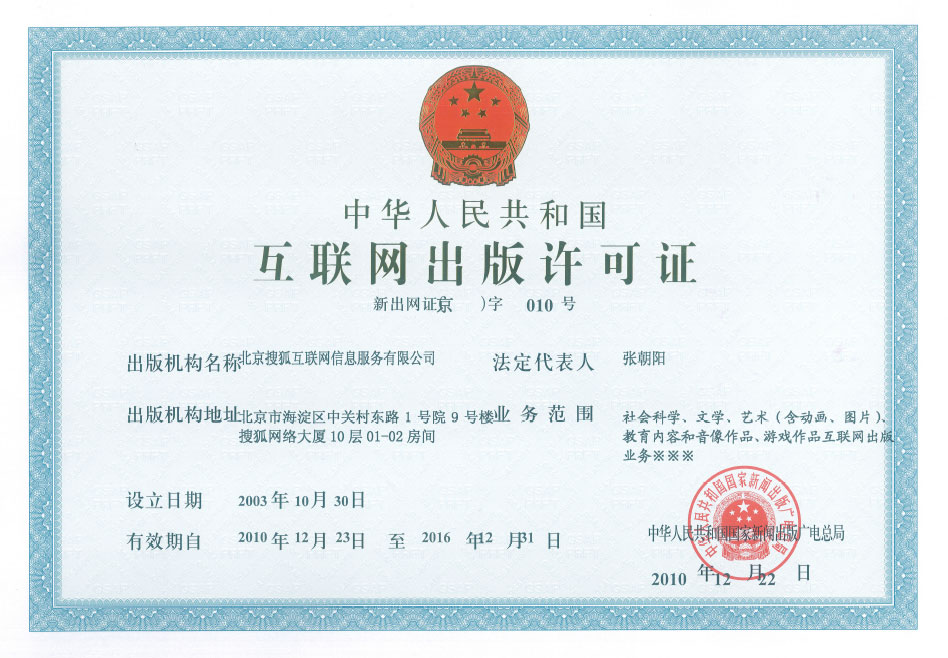 中华人民共和国
互联网出版许可证
新出网证(京)字 010 号
出版机构名称 北京搜狐互联网信息服务有限公司 法定代表人 张朝阳
出版机构地址 北京市海淀区中关村东路 1 号院 9 号楼 业务范围 社会科学、文学、艺术（含动画、图片）、
搜狐网络大厦 10 层 01-02 房间 教育内容和音像作品、游戏作品互联网出版
业务※※※
设立日期 2003 年 10 月 30 日
有效期自 2010 年 12 月 23 日 至 2016 年 12 月 31 日
中华人民共和国国家新闻出版广电总局
中华人民共和国国家新闻出版广电总局
2010 年 12 月 22 日